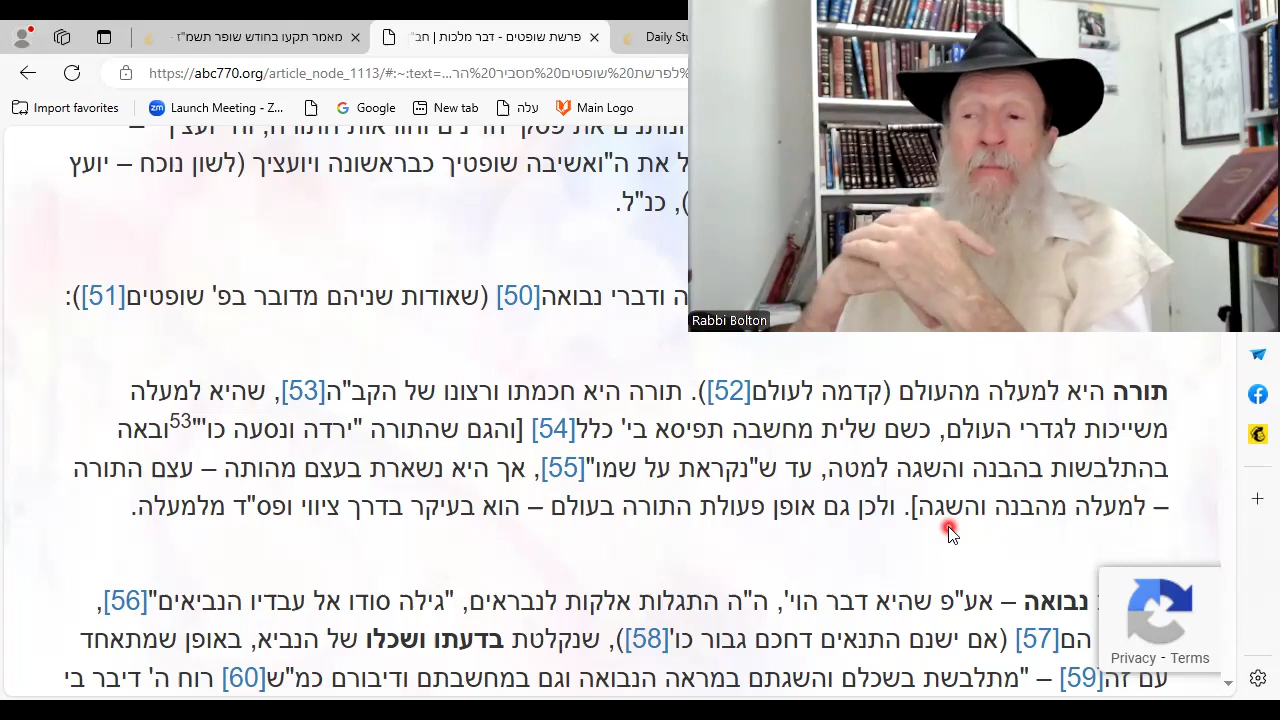 מאמר תקעו בחודש שופר תשמ"ז -
פרשת שופטים - דבר מלכות | חב"
Daily Stu
https://abc770.org/article_node_1113/#:~:text=...לפרשת%20שופטים%20מסביר%20הר
Import favorites
Launch Meeting - Z...
Google
New tab
עלה
Main Logo
ל את ה"ואשיבה שופטיך כבראשונה ויועציך (לשון נוכח – יועץ
), כנ"ל.
ה ודברי נבואה[50] (שאודות שניהם מדובר בפ' שופטים[51]):
Rabbi Bolton
תורה היא למעלה מהעולם (קדמה לעולם[52]). תורה היא חכמתו ורצונו של הקב"ה[53], שהיא למעלה
משייכות לגדרי העולם, כשם שלית מחשבה תפיסא בי' כלל[54] [והגם שהתורה "ירדה ונסעה כו'"53ובאה
בהתלבשות בהבנה והשגה למטה, עד ש"נקראת על שמו"[55], אך היא נשארת בעצם מהותה – עצם התורה
– למעלה מהבנה והשגה]. ולכן גם אופן פעולת התורה בעולם – הוא בעיקר בדרך ציווי ופס"ד מלמעלה.
נבואה – אע"פ שהיא דבר הוי', ה"ה התגלות אלקות לנבראים, "גילה סודו אל עבדיו הנביאים"[56],
הם[57] (אם ישנם התנאים דחכם גבור כו'[58]), שנקלטת בדעתו ושכלו של הנביא, באופן שמתאחד
עם זה[59] – "מתלבשת בשכלם והשגתם במראה הנבואה וגם במחשבתם ודיבורם כמ"ש[60] רוח ה' דיבר בי
Privacy - Terms